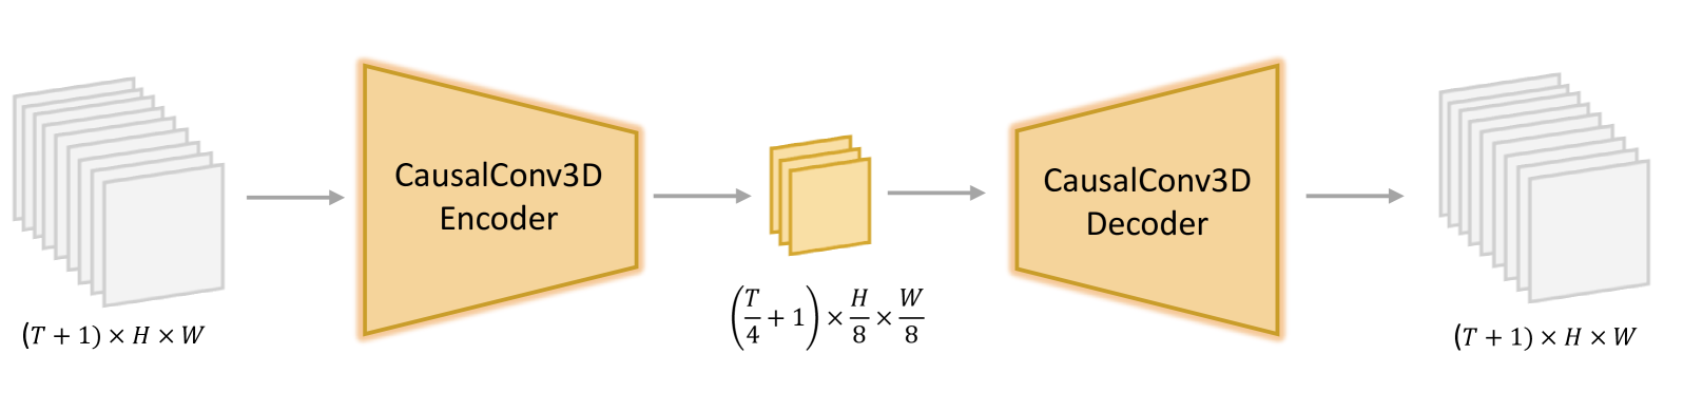 CausalConv3D
Encoder
CausalConv3D
Decoder
(T + 1) × H × W
(T/4 + 1) × H/8 × W/8
(T + 1) × H × W